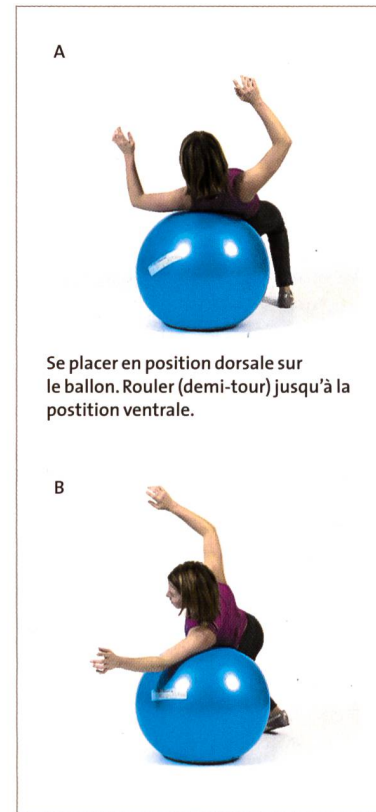 A
Se placer en position dorsale sur
le ballon. Rouler (demi-tour) jusqu'à la
postition ventrale.
B